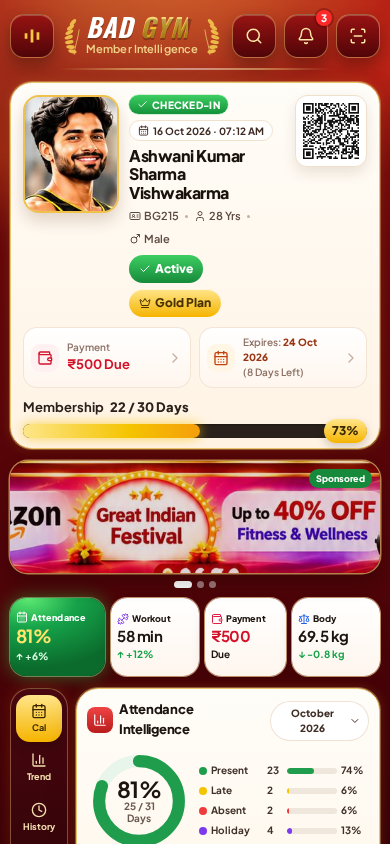 BAD GYM
Member Intelligence
3
CHECKED-IN
16 Oct 2026 · 07:12 AM
Ashwani Kumar
Sharma
Vishwakarma
BG215 • 28 Yrs •
Male
Active
Gold Plan
Payment
₹500 Due
Expires: 24 Oct
2026
(8 Days Left)
Membership 22 / 30 Days
73%
Sponsored
zon
Great Indian
Festival
Up to 40% OFF
Fitness & Wellness
Attendance
81%
↑ +6%
Workout
58 min
↑ +12%
Payment
₹500
Due
Body
69.5 kg
↓ -0.8 kg
Cal
Trend
History
Attendance
Intelligence
October
2026
81%
25 / 31
Days
Present 23 74%
Late 2 6%
Absent 2 6%
Holiday 4 13%